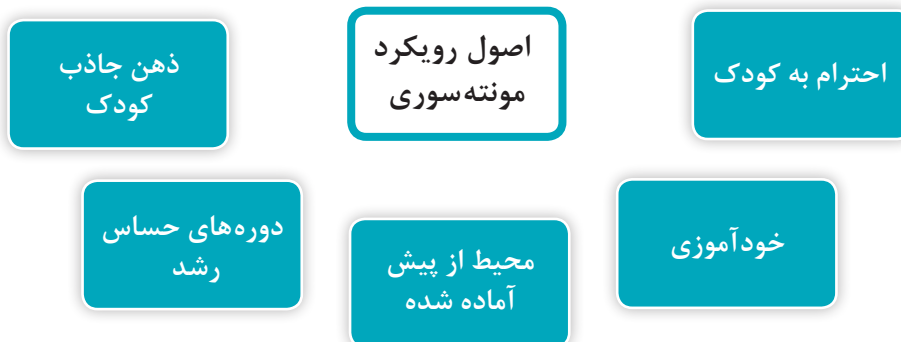 اصول رویکرد
مونته‌سوری
احترام به کودک
خودآموزی
محیط از پیش
آماده شده
دوره‌های حساس
رشد
ذهن جاذب
کودک